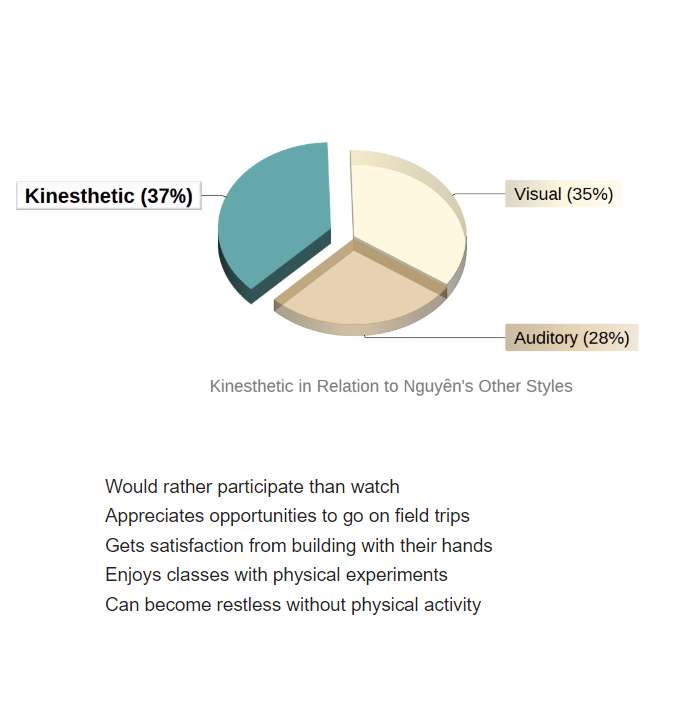 Kinesthetic (37%)
Visual (35%)
Auditory (28%)
Kinesthetic in Relation to Nguyên's Other Styles
Would rather participate than watch
Appreciates opportunities to go on field trips
Gets satisfaction from building with their hands
Enjoys classes with physical experiments
Can become restless without physical activity